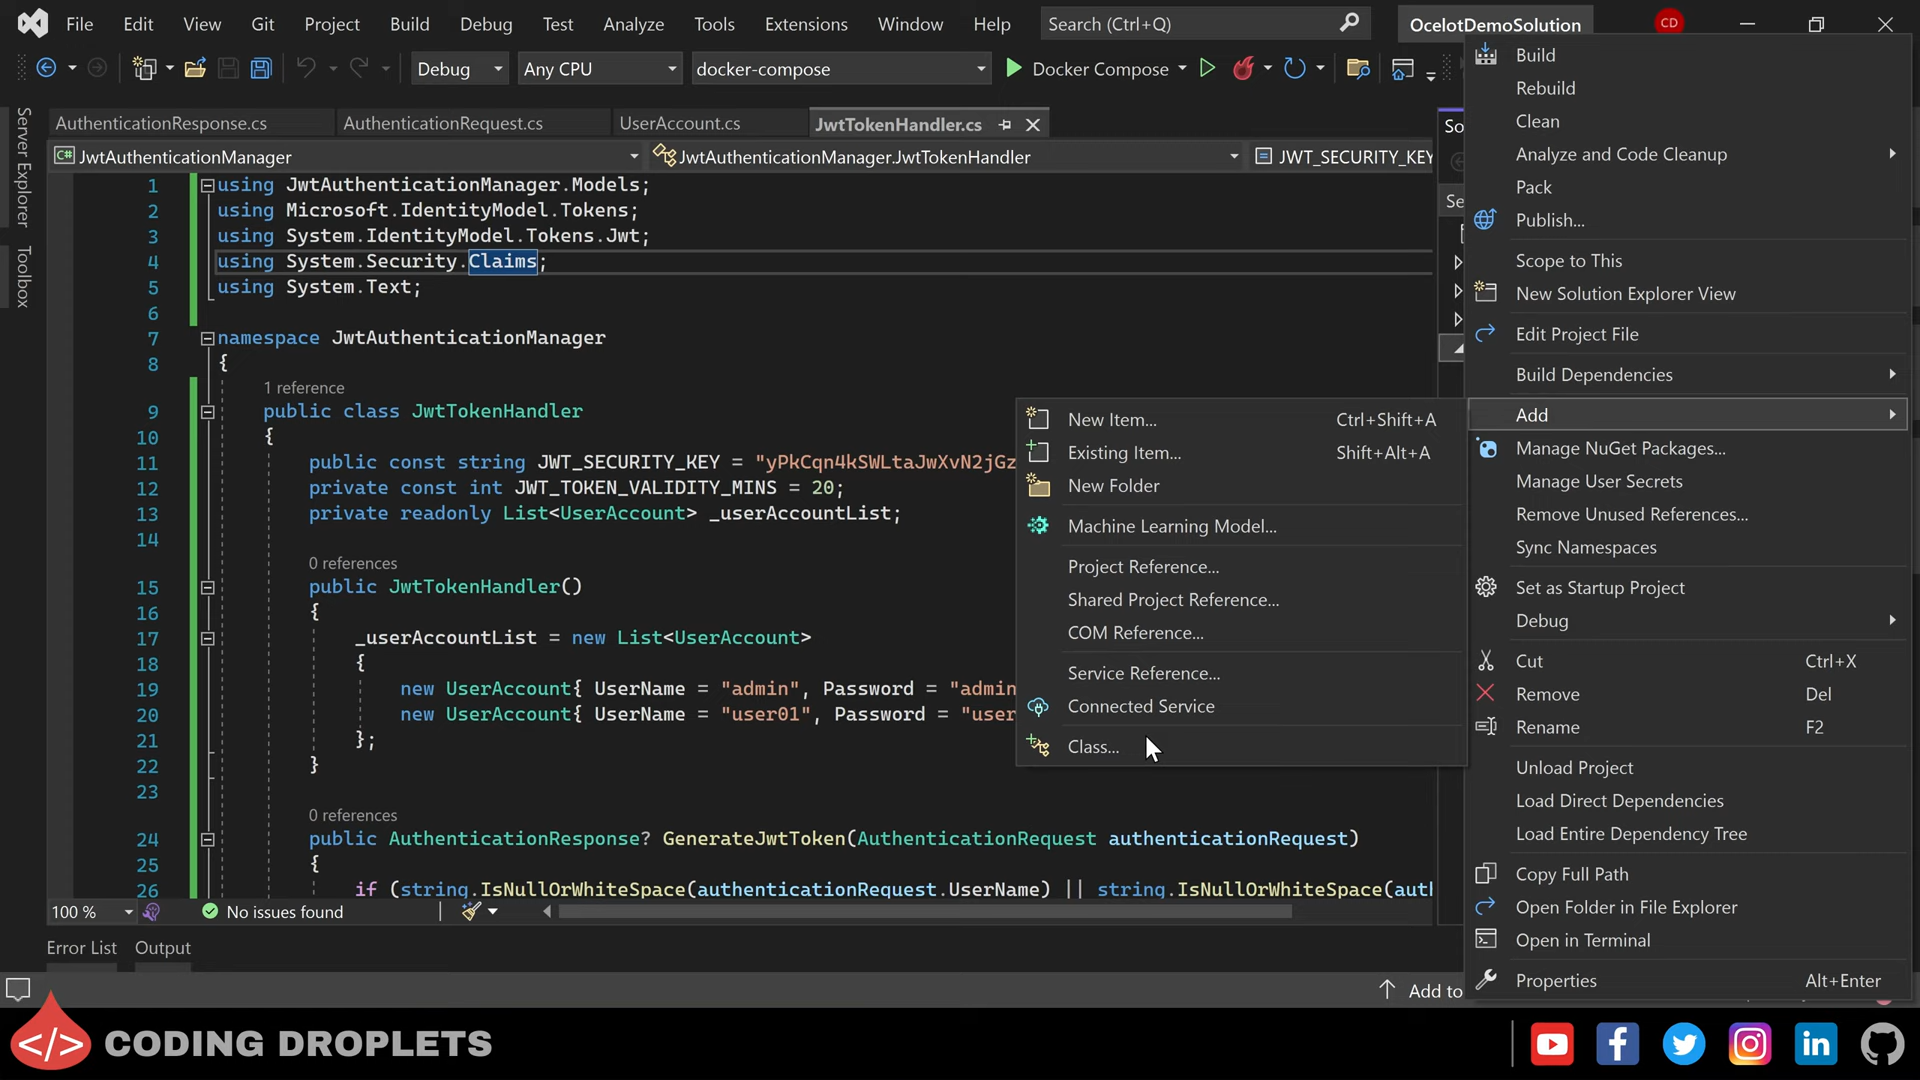 File Edit View Git Project Build Debug Test Analyze Tools Extensions Window Help Search (Ctrl+Q) OcelotDemoSolution CD
Debug Any CPU docker-compose Docker Compose
Server Explorer
Toolbox
AuthenticationResponse.cs AuthenticationRequest.cs UserAccount.cs JwtTokenHandler.cs
C# JwtAuthenticationManager JwtAuthenticationManager.JwtTokenHandler JWT_SECURITY_KEY
1 using JwtAuthenticationManager.Models;
2 using Microsoft.IdentityModel.Tokens;
3 using System.IdentityModel.Tokens.Jwt;
4 using System.Security.Claims;
5 using System.Text;
6
7 namespace JwtAuthenticationManager
8 {
1 reference
9 public class JwtTokenHandler
10 {
11 public const string JWT_SECURITY_KEY = "yPkCqn4kSWLtaJwXvN2jGz
12 private const int JWT_TOKEN_VALIDITY_MINS = 20;
13 private readonly List<UserAccount> _userAccountList;
14
0 references
15 public JwtTokenHandler()
16 {
17 _userAccountList = new List<UserAccount>
18 {
19 new UserAccount{ UserName = "admin", Password = "admin
20 new UserAccount{ UserName = "user01", Password = "user
21 };
22 }
23
0 references
24 public AuthenticationResponse? GenerateJwtToken(AuthenticationRequest authenticationRequest)
25 {
26 if (string.IsNullOrWhiteSpace(authenticationRequest.UserName) || string.IsNullOrWhiteSpace(aut
100 % No issues found
Error List Output
Add to
So
Se
New Item... Ctrl+Shift+A
Existing Item... Shift+Alt+A
New Folder
Machine Learning Model...
Project Reference...
Shared Project Reference...
COM Reference...
Service Reference...
Connected Service
Class...
Build
Rebuild
Clean
Analyze and Code Cleanup
Pack
Publish...
Scope to This
New Solution Explorer View
Edit Project File
Build Dependencies
Add
Manage NuGet Packages...
Manage User Secrets
Remove Unused References...
Sync Namespaces
Set as Startup Project
Debug
Cut Ctrl+X
Remove Del
Rename F2
Unload Project
Load Direct Dependencies
Load Entire Dependency Tree
Copy Full Path
Open Folder in File Explorer
Open in Terminal
Properties Alt+Enter
</> CODING DROPLETS